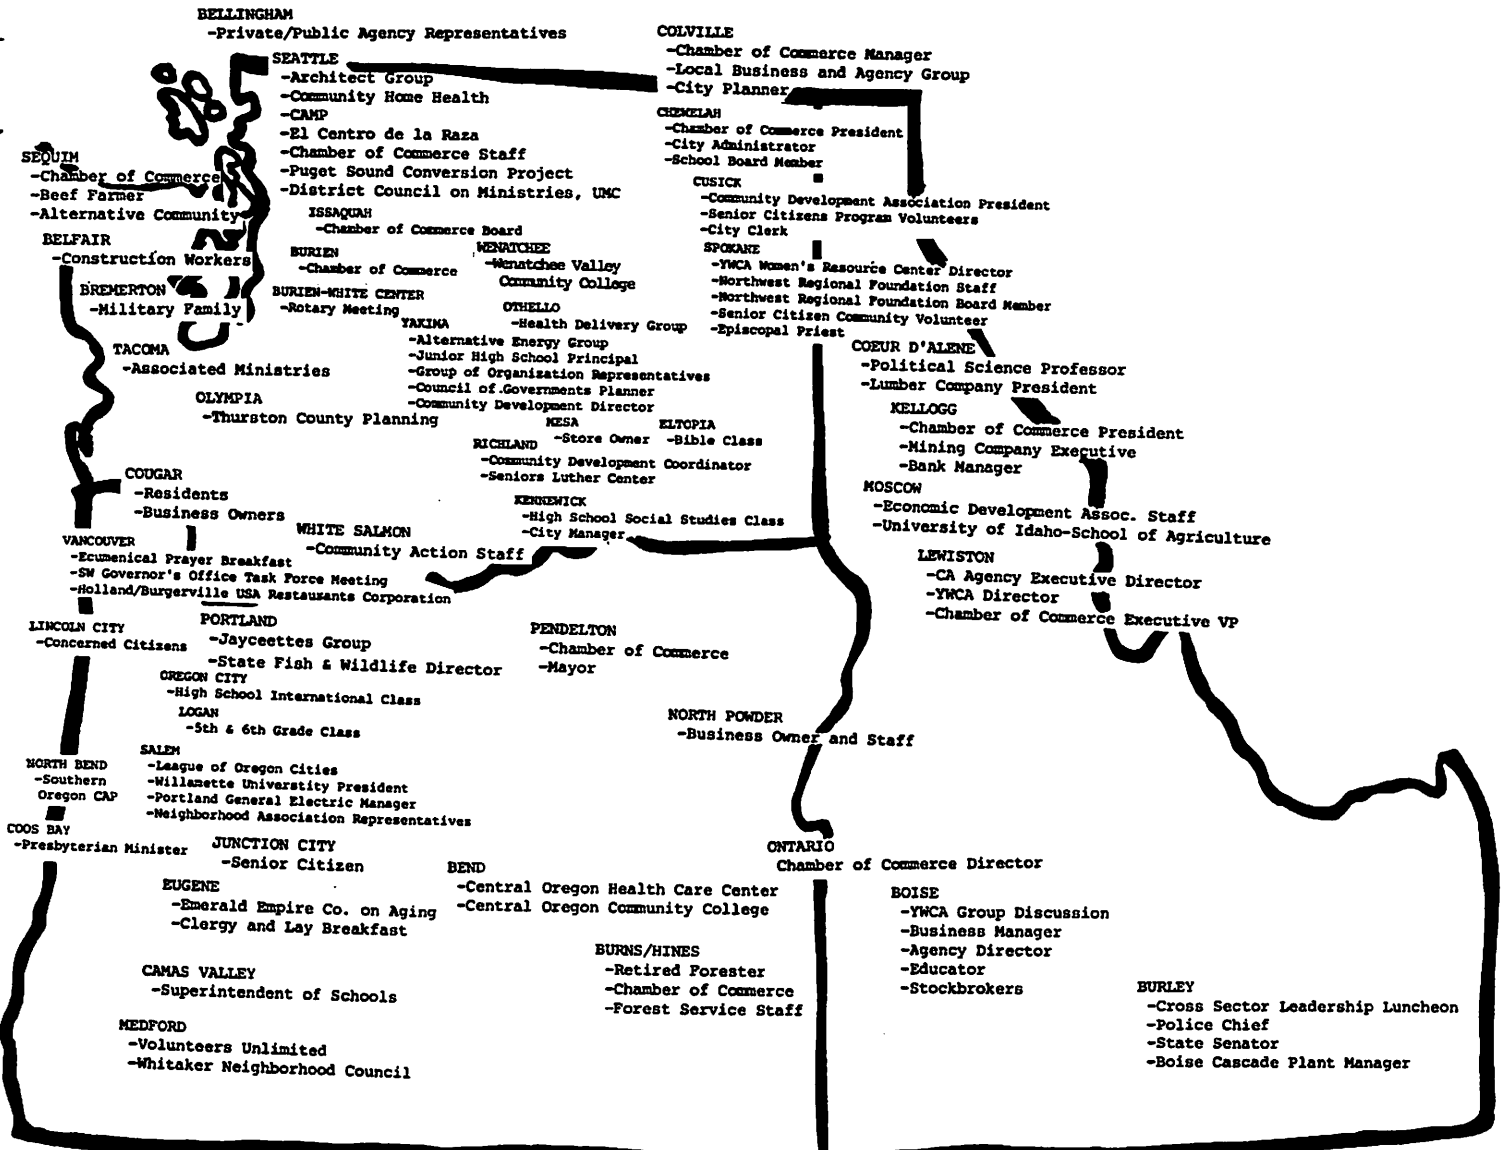 BELLINGHAM
-Private/Public Agency Representatives
SEATTLE
-Architect Group
-Community Home Health
-CAMP
-El Centro de la Raza
-Chamber of Commerce Staff
-Puget Sound Conversion Project
-District Council on Ministries, UMC
COLVILLE
-Chamber of Commerce Manager
-Local Business and Agency Group
-City Planner
CHEWELAH
-Chamber of Commerce President
-City Administrator
-School Board Member
CUSICK
-Community Development Association President
-Senior Citizens Program Volunteers
-City Clerk
SPOKANE
-YWCA Women's Resource Center Director
-Northwest Regional Foundation Staff
-Northwest Regional Foundation Board Member
-Senior Citizen Community Volunteer
-Episcopal Priest
SEQUIM
-Chamber of Commerce
-Beef Farmer
-Alternative Community
BELFAIR
-Construction Workers
BREMERTON
-Military Family
ISSAQUAH
-Chamber of Commerce Board
BURIEN
-Chamber of Commerce
WENATCHEE
-Wenatchee Valley
Community College
BURIEN-WHITE CENTER
-Rotary Meeting
OTHELLO
-Health Delivery Group
YAKIMA
-Alternative Energy Group
-Junior High School Principal
-Group of Organization Representatives
-Council of Governments Planner
-Community Development Director
TACOMA
-Associated Ministries
OLYMPIA
-Thurston County Planning
MESA
-Store Owner
ELTOPIA
-Bible Class
RICHLAND
-Community Development Coordinator
-Seniors Luther Center
KENNEWICK
-High School Social Studies Class
-City Manager
COEUR D'ALENE
-Political Science Professor
-Lumber Company President
KELLOGG
-Chamber of Commerce President
-Mining Company Executive
-Bank Manager
MOSCOW
-Economic Development Assoc. Staff
-University of Idaho-School of Agriculture
LEWISTON
-CA Agency Executive Director
-YWCA Director
-Chamber of Commerce Executive VP
COUGAR
-Residents
-Business Owners
WHITE SALMON
-Community Action Staff
VANCOUVER
-Ecumenical Prayer Breakfast
-SW Governor's Office Task Force Meeting
-Holland/Burgerville USA Restaurants Corporation
LINCOLN CITY
-Concerned Citizens
PORTLAND
-Jayceettes Group
-State Fish & Wildlife Director
PENDELTON
-Chamber of Commerce
-Mayor
OREGON CITY
-High School International Class
LOGAN
-5th & 6th Grade Class
NORTH POWDER
-Business Owner and Staff
SALEM
-League of Oregon Cities
-Willamette Universtity President
-Portland General Electric Manager
-Neighborhood Association Representatives
NORTH BEND
-Southern
Oregon CAP
COOS BAY
-Presbyterian Minister
JUNCTION CITY
-Senior Citizen
EUGENE
-Emerald Empire Co. on Aging
-Clergy and Lay Breakfast
BEND
-Central Oregon Health Care Center
-Central Oregon Community College
ONTARIO
Chamber of Commerce Director
BOISE
-YWCA Group Discussion
-Business Manager
-Agency Director
-Educator
-Stockbrokers
BURNS/HINES
-Retired Forester
-Chamber of Commerce
-Forest Service Staff
CAMAS VALLEY
-Superintendent of Schools
MEDFORD
-Volunteers Unlimited
-Whitaker Neighborhood Council
BURLEY
-Cross Sector Leadership Luncheon
-Police Chief
-State Senator
-Boise Cascade Plant Manager